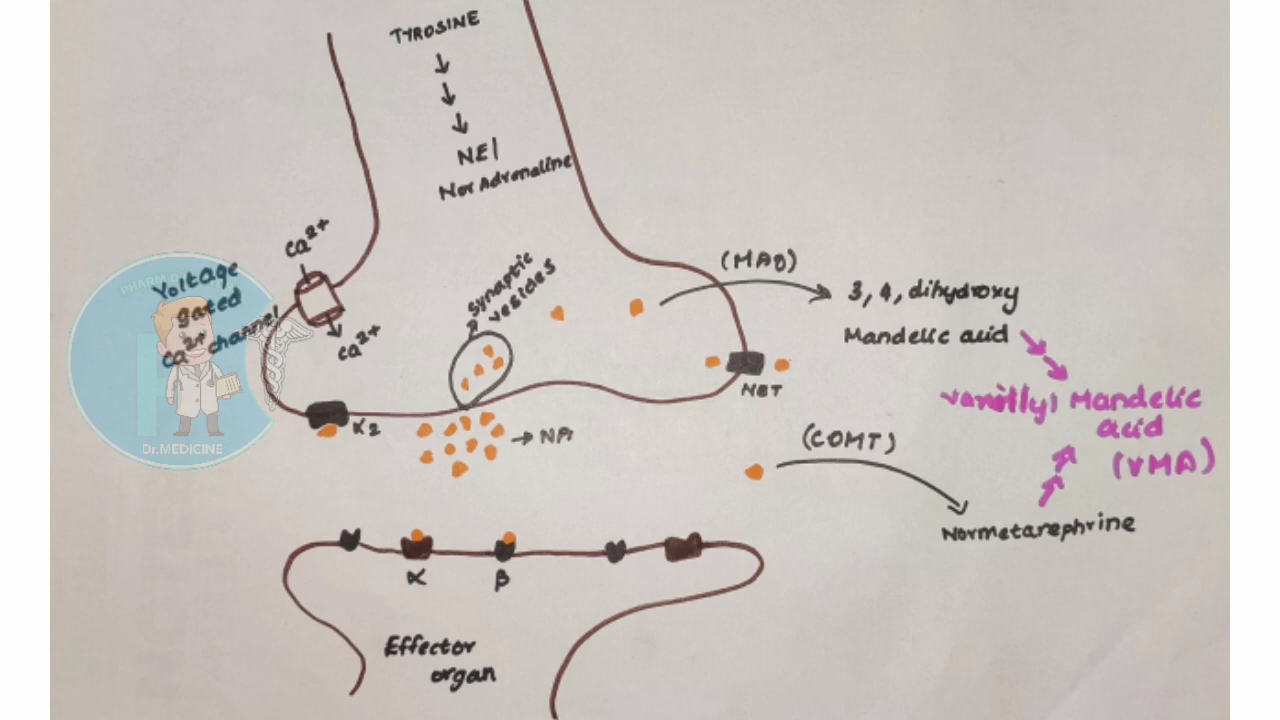 TYROSINE
NE/
Nor Adrenaline
Ca²⁺
Voltage
gated
Ca²⁺ channel
Ca²⁺
synaptic
vesicles
(MAO)
3, 4, dihydroxy
Mandelic acid
NET
vanillyl Mandelic
acid
(VMA)
α2
→ NA
(COMT)
Normetanephrine
α
β
Effector
organ
Dr.MEDICINE